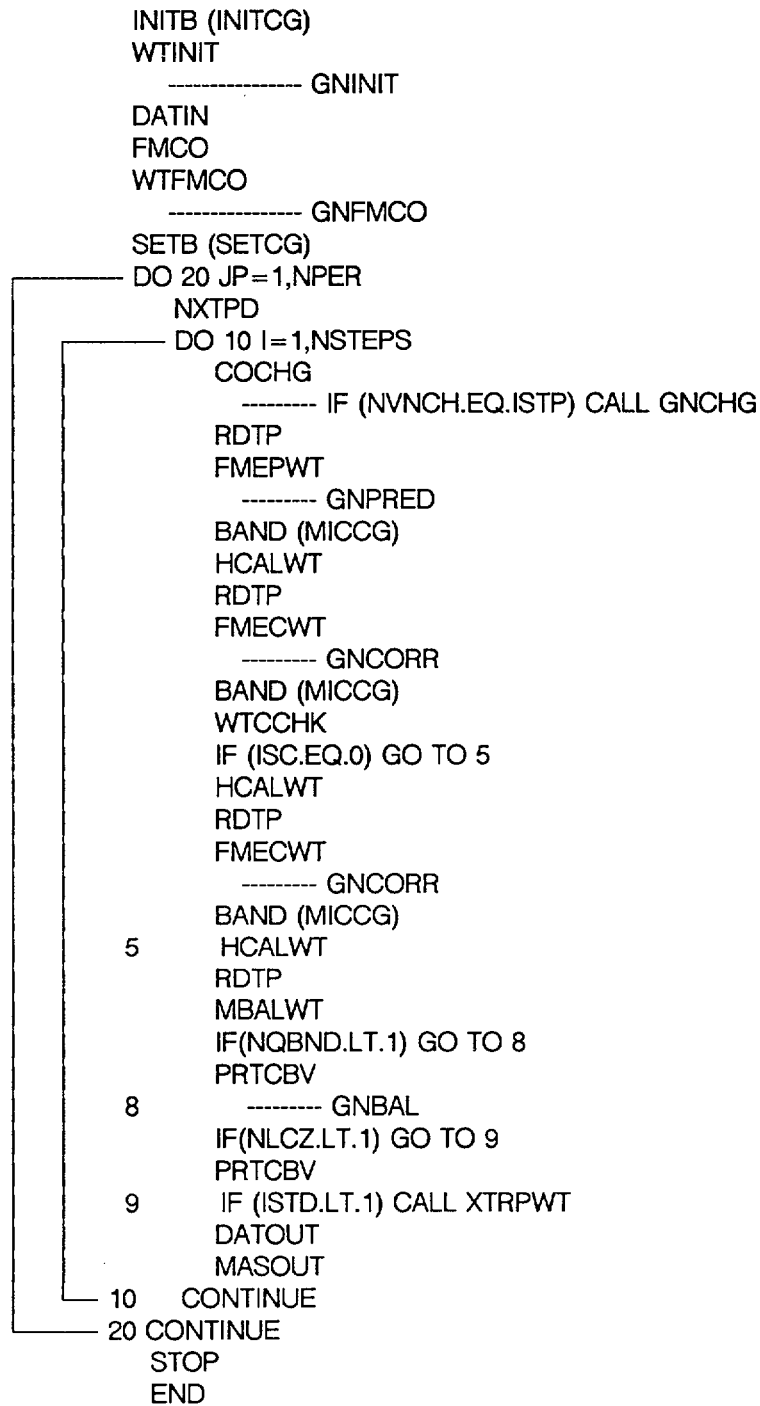 INITB (INITCG)
WTINIT
---------------- GNINIT
DATIN
FMCO
WTFMCO
---------------- GNFMCO
SETB (SETCG)
DO 20 JP=1,NPER
NXTPD
DO 10 I=1,NSTEPS
COCHG
--------- IF (NVNCH.EQ.ISTP) CALL GNCHG
RDTP
FMEPWT
--------- GNPRED
BAND (MICCG)
HCALWT
RDTP
FMECWT
--------- GNCORR
BAND (MICCG)
WTCCHK
IF (ISC.EQ.0) GO TO 5
HCALWT
RDTP
FMECWT
--------- GNCORR
BAND (MICCG)
5 HCALWT
RDTP
MBALWT
IF(NQBND.LT.1) GO TO 8
PRTCBV
8 --------- GNBAL
IF(NLCZ.LT.1) GO TO 9
PRTCBV
9 IF (ISTD.LT.1) CALL XTRPWT
DATOUT
MASOUT
10 CONTINUE
20 CONTINUE
STOP
END